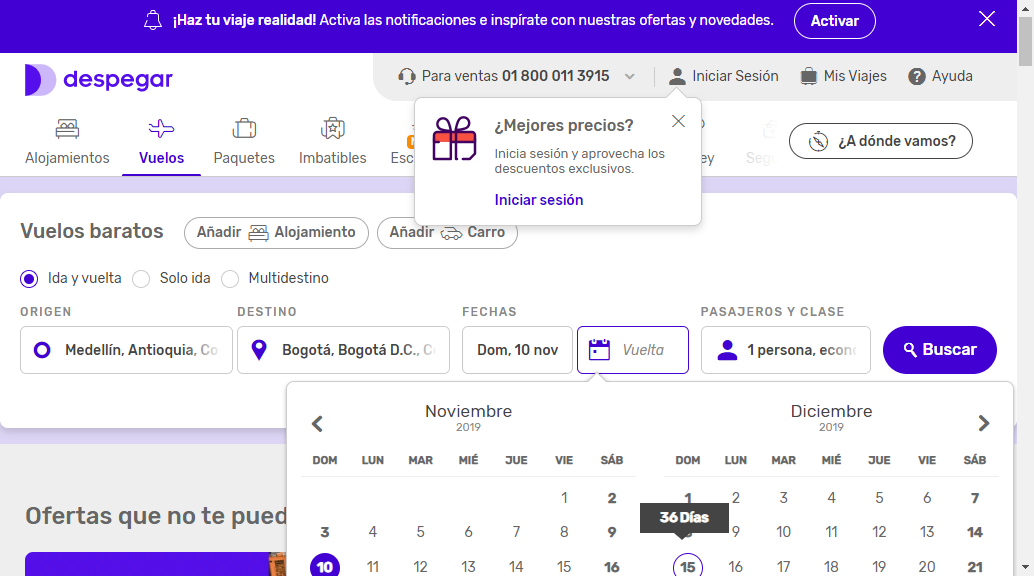 ¡Haz tu viaje realidad! Activa las notificaciones e inspírate con nuestras ofertas y novedades. Activar
despegar
Para ventas 01 800 011 3915 Iniciar Sesión Mis Viajes Ayuda
¿Mejores precios?
Inicia sesión y aprovecha los
descuentos exclusivos.
Iniciar sesión
Alojamientos Vuelos Paquetes Imbatibles Esc ey Seg ¿A dónde vamos?
Vuelos baratos Añadir Alojamiento Añadir Carro
Ida y vuelta Solo ida Multidestino
ORIGEN DESTINO FECHAS PASAJEROS Y CLASE
Medellín, Antioquia, Co Bogotá, Bogotá D.C., C Dom, 10 nov Vuelta 1 persona, econ Buscar
Noviembre Diciembre
2019 2019
DOM LUN MAR MIÉ JUE VIE SÁB DOM LUN MAR MIÉ JUE VIE SÁB
1 2 1 2 3 4 5 6 7
36 Días
3 4 5 6 7 8 9 9 10 11 12 13 14
10 11 12 13 14 15 16 15 16 17 18 19 20 21
Ofertas que no te pued